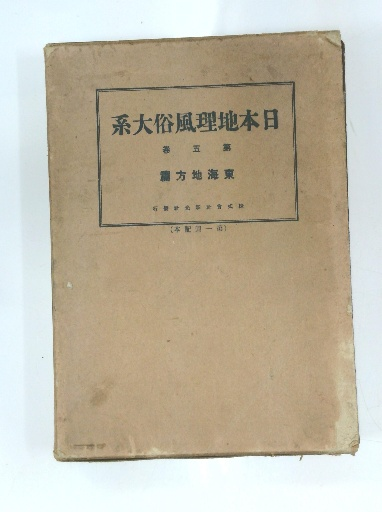 日本地理風俗大系
第五卷
東海地方篇
(第一回配本)